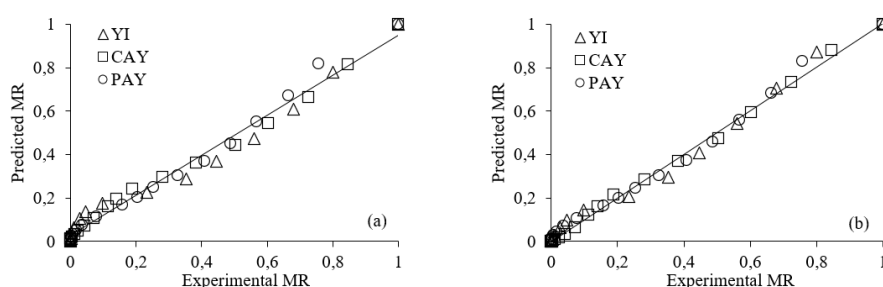 1
0,8
0,6
0,4
0,2
0
Predicted MR
YI
CAY
PAY
(a)
0 0,2 0,4 0,6 0,8 1
Experimental MR
1
0,8
0,6
0,4
0,2
0
Predicted MR
YI
CAY
PAY
(b)
0 0,2 0,4 0,6 0,8 1
Experimental MR